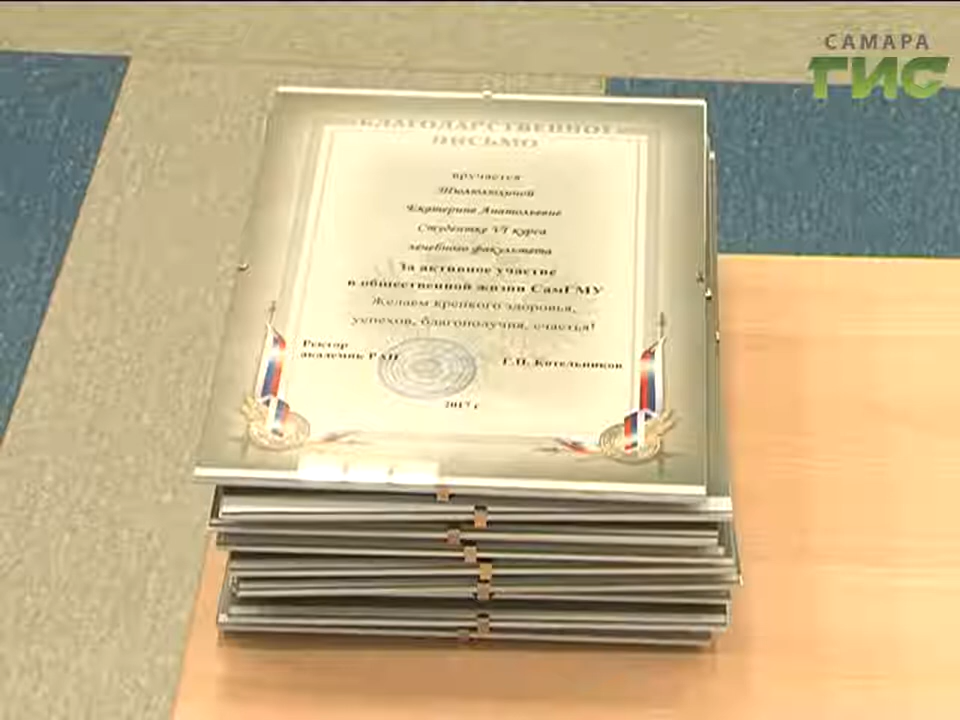 САМАРА
ГИС
БЛАГОДАРСТВЕННОЕ
ПИСЬМО
вручается
Екатерине Анатольевне
Студентке VI курса
лечебного факультета
За активное участие
в общественной жизни СамГМУ
Желаем крепкого здоровья,
успехов, благополучия, счастья!
Ректор
академик РАН
Г.П. Котельников
2017 г